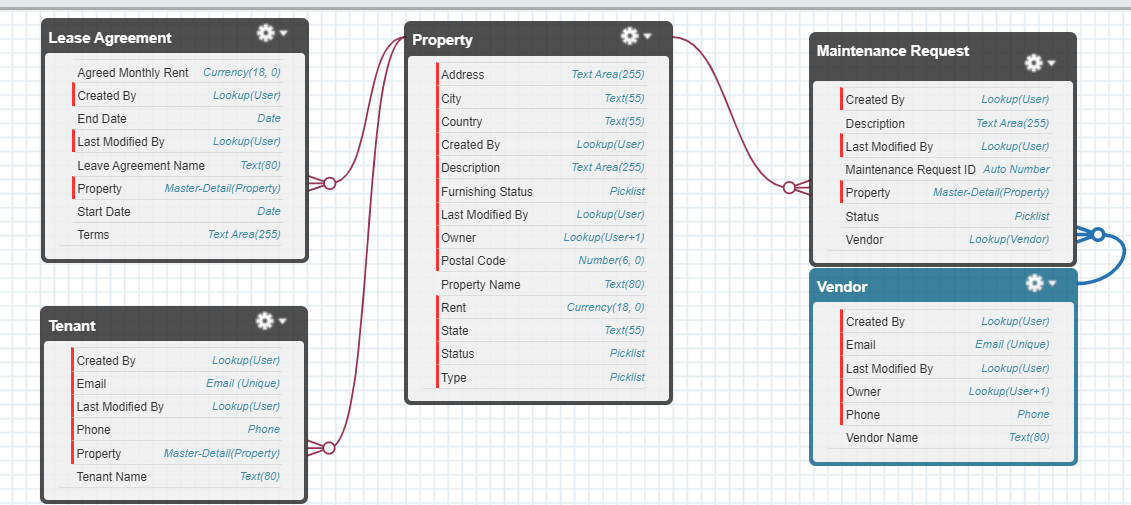 Lease Agreement
Agreed Monthly Rent Currency(18, 0)
Created By Lookup(User)
End Date Date
Last Modified By Lookup(User)
Leave Agreement Name Text(80)
Property Master-Detail(Property)
Start Date Date
Terms Text Area(255)
Tenant
Created By Lookup(User)
Email Email (Unique)
Last Modified By Lookup(User)
Phone Phone
Property Master-Detail(Property)
Tenant Name Text(80)
Property
Address Text Area(255)
City Text(55)
Country Text(55)
Created By Lookup(User)
Description Text Area(255)
Furnishing Status Picklist
Last Modified By Lookup(User)
Owner Lookup(User+1)
Postal Code Number(6, 0)
Property Name Text(80)
Rent Currency(18, 0)
State Text(55)
Status Picklist
Type Picklist
Maintenance Request
Created By Lookup(User)
Description Text Area(255)
Last Modified By Lookup(User)
Maintenance Request ID Auto Number
Property Master-Detail(Property)
Status Picklist
Vendor Lookup(Vendor)
Vendor
Created By Lookup(User)
Email Email (Unique)
Last Modified By Lookup(User)
Owner Lookup(User+1)
Phone Phone
Vendor Name Text(80)